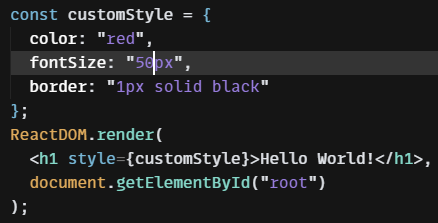 const customStyle = {
  color: "red",
  fontSize: "50px",
  border: "1px solid black"
};
ReactDOM.render(
  <h1 style={customStyle}>Hello World!</h1>,
  document.getElementById("root")
);